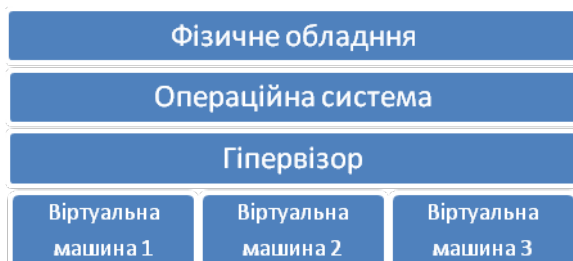 Фізичне обладння
Операційна система
Гіпервізор
Віртуальна машина 1
Віртуальна машина 2
Віртуальна машина 3